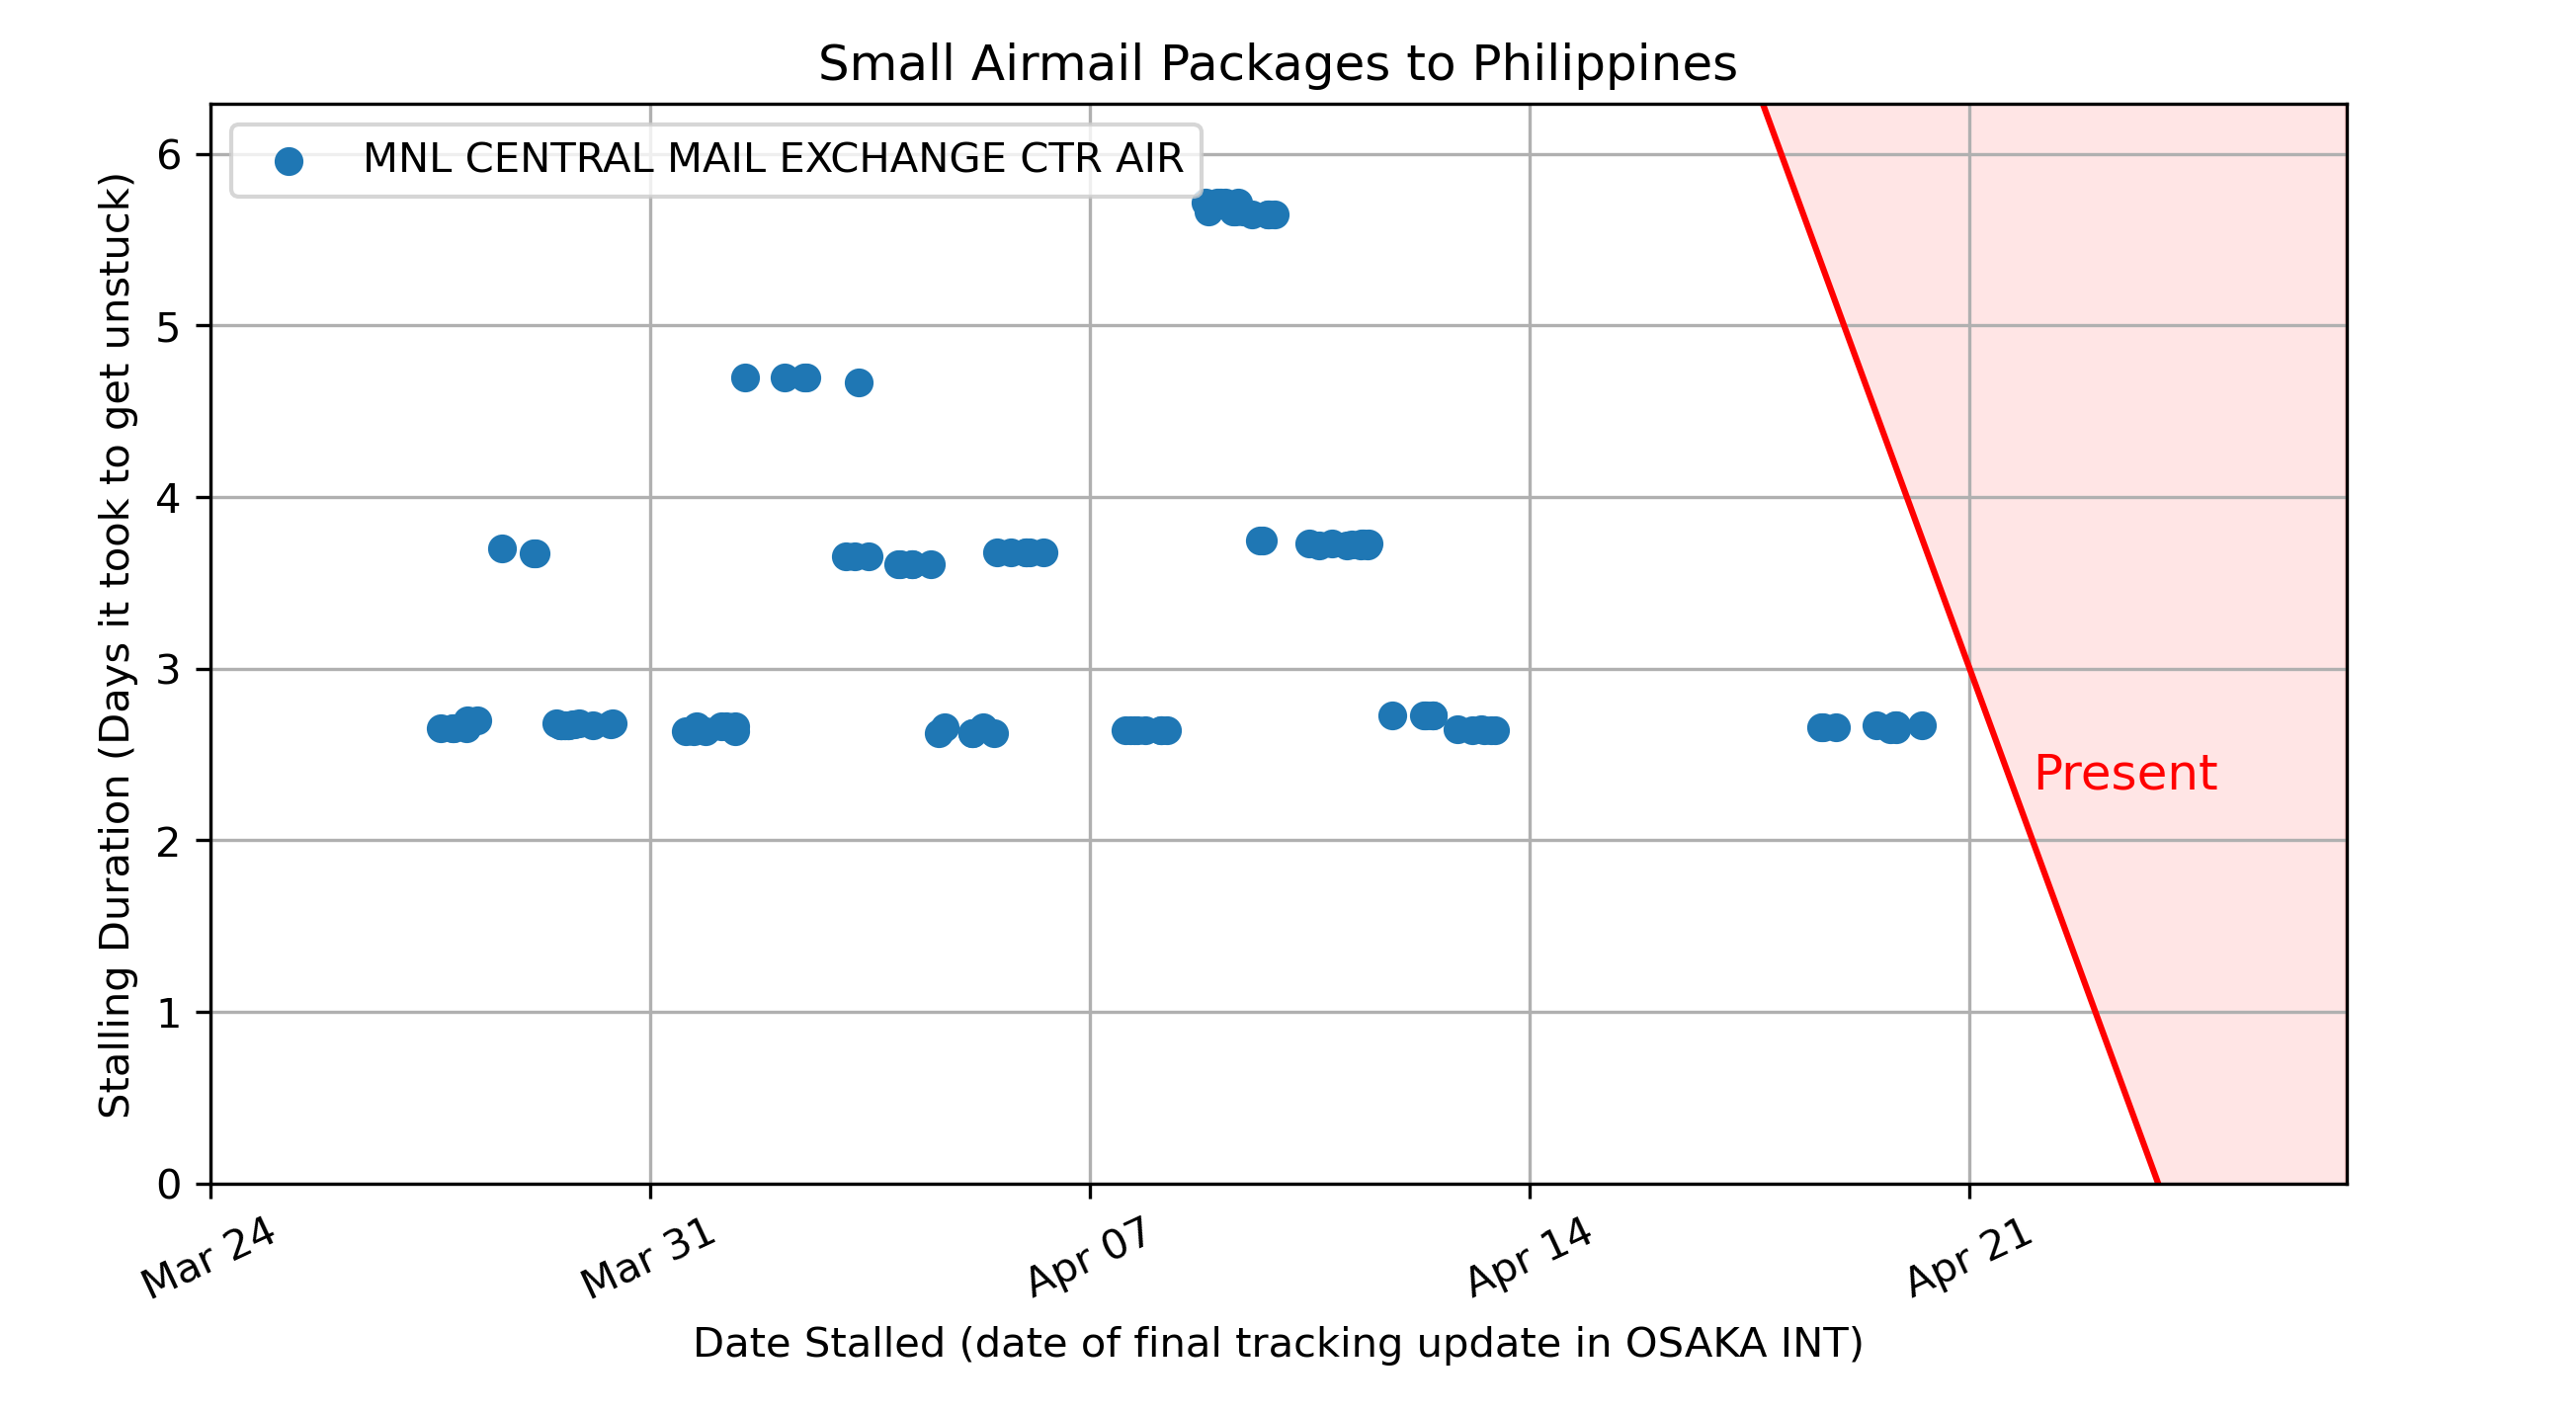 Small Airmail Packages to Philippines
MNL CENTRAL MAIL EXCHANGE CTR AIR
Stalling Duration (Days it took to get unstuck)
6
5
4
3
2
1
0
Present
Mar 24
Mar 31
Apr 07
Apr 14
Apr 21
Date Stalled (date of final tracking update in OSAKA INT)